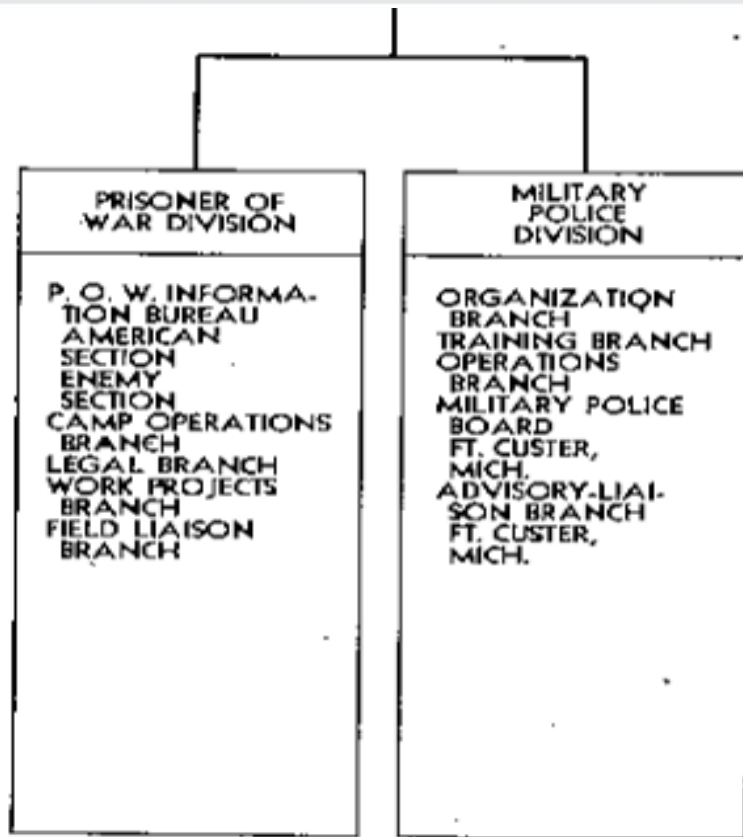 PRISONER OF
WAR DIVISION
P. O. W. INFORMA-
TION BUREAU
AMERICAN
SECTION
ENEMY
SECTION
CAMP OPERATIONS
BRANCH
LEGAL BRANCH
WORK PROJECTS
BRANCH
FIELD LIAISON
BRANCH
MILITARY
POLICE
DIVISION
ORGANIZATION
BRANCH
TRAINING BRANCH
OPERATIONS
BRANCH
MILITARY POLICE
BOARD
FT. CUSTER,
MICH.
ADVISORY-LIAI-
SON BRANCH
FT. CUSTER,
MICH.